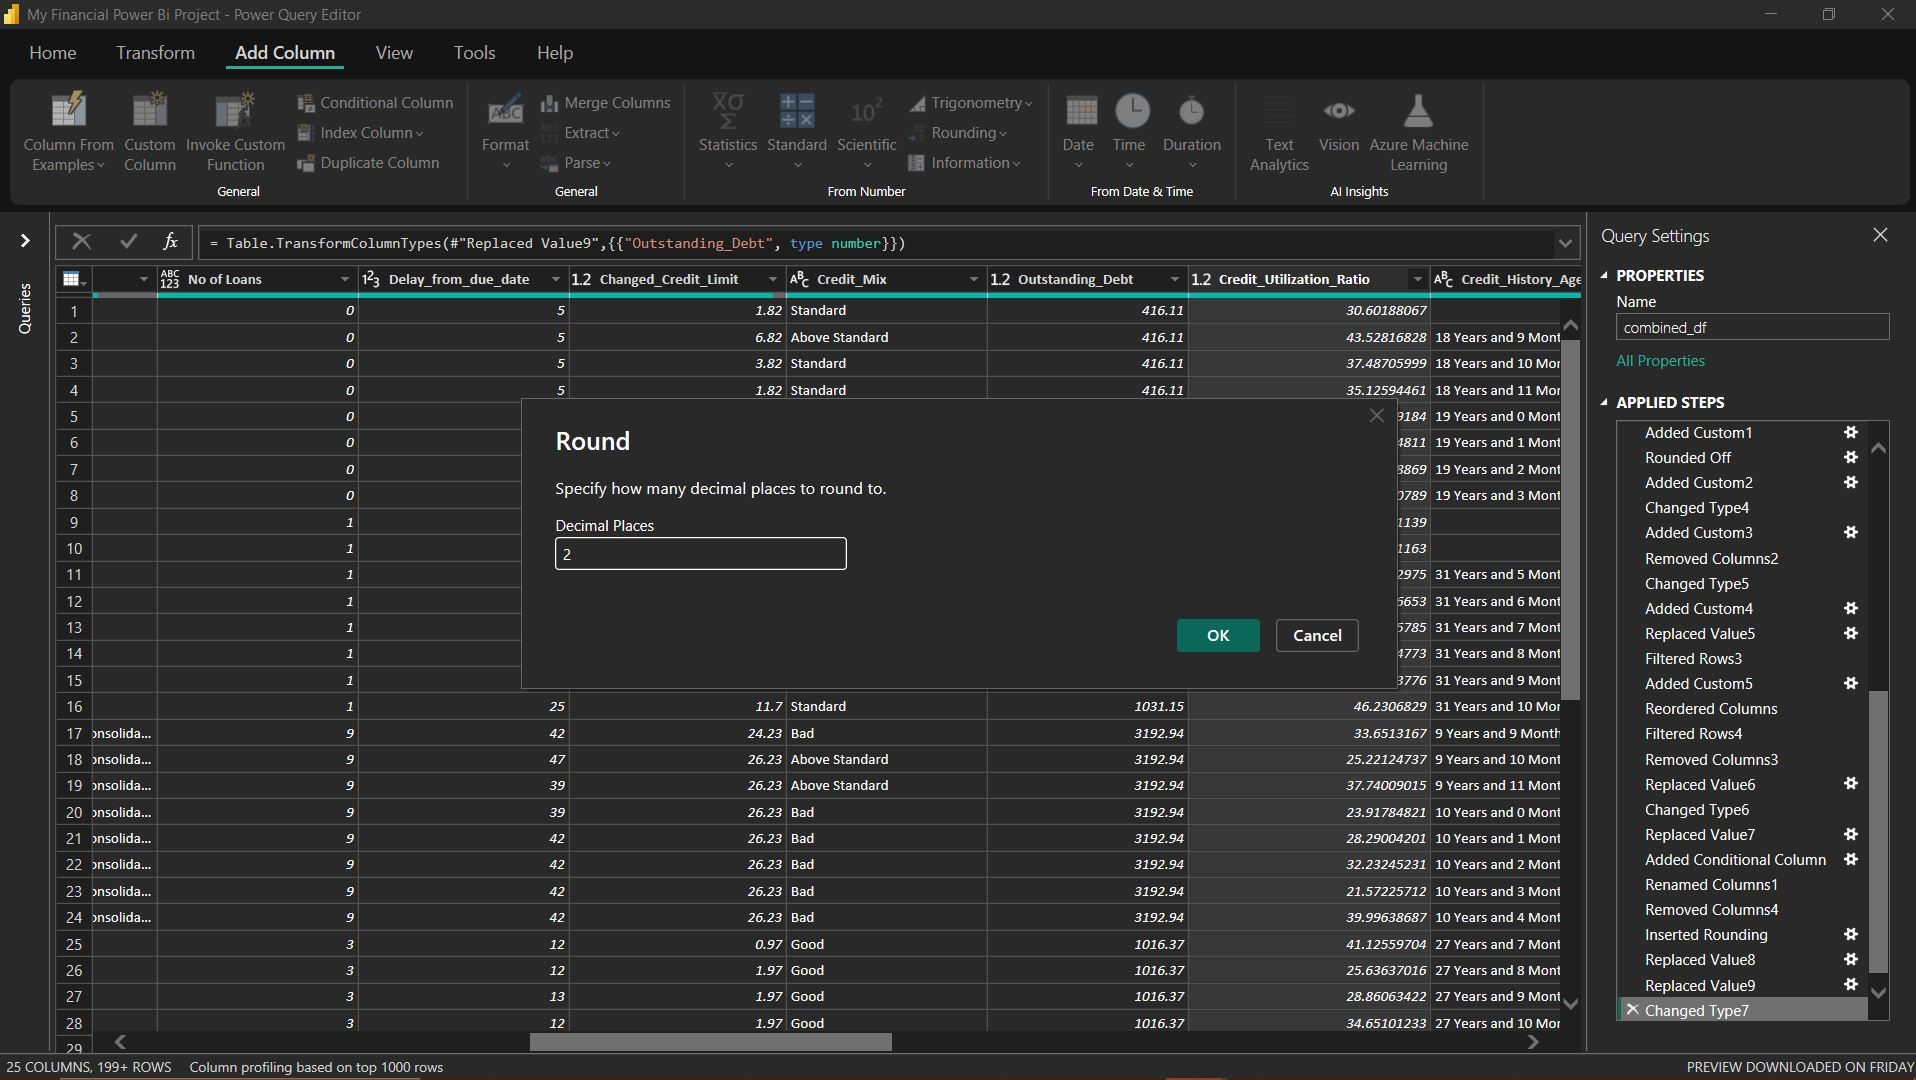 My Financial Power Bi Project - Power Query Editor
Home Transform Add Column View Tools Help
Column From Examples
Custom Column
Invoke Custom Function
Conditional Column
Index Column
Duplicate Column
General
Format
Merge Columns
Extract
Parse
General
Statistics
Standard
Scientific
Trigonometry
Rounding
Information
From Number
Date
Time
Duration
From Date & Time
Text Analytics
Vision
Azure Machine Learning
AI Insights
Queries
fx = Table.TransformColumnTypes(#"Replaced Value9",{{"Outstanding_Debt", type number}})
ABC 123 No of Loans 1²3 Delay_from_due_date 1.2 Changed_Credit_Limit ABC Credit_Mix 1.2 Outstanding_Debt 1.2 Credit_Utilization_Ratio ABC Credit_History_Age
1 0 5 1.82 Standard 416.11 30.60188067
2 0 5 6.82 Above Standard 416.11 43.52816828 18 Years and 9 Mont
3 0 5 3.82 Standard 416.11 37.48705999 18 Years and 10 Mor
4 0 5 1.82 Standard 416.11 35.12594461 18 Years and 11 Mor
5 0 9184 19 Years and 0 Mont
6 0 4811 19 Years and 1 Mont
7 0 3869 19 Years and 2 Mont
8 0 0789 19 Years and 3 Mont
9 1 1139
10 1 1163
11 1 2975 31 Years and 5 Mont
12 1 5653 31 Years and 6 Mont
13 1 5785 31 Years and 7 Mont
14 1 4773 31 Years and 8 Mont
15 1 3776 31 Years and 9 Mont
16 1 25 11.7 Standard 1031.15 46.2306829 31 Years and 10 Mor
17 onsolida... 9 42 24.23 Bad 3192.94 33.6513167 9 Years and 9 Month
18 onsolida... 9 47 26.23 Above Standard 3192.94 25.22124737 9 Years and 10 Mont
19 onsolida... 9 39 26.23 Above Standard 3192.94 37.74009015 9 Years and 11 Mont
20 onsolida... 9 39 26.23 Bad 3192.94 23.91784821 10 Years and 0 Mont
21 onsolida... 9 42 26.23 Bad 3192.94 28.29004201 10 Years and 1 Mont
22 onsolida... 9 42 26.23 Bad 3192.94 32.23245231 10 Years and 2 Mont
23 onsolida... 9 42 26.23 Bad 3192.94 21.57225712 10 Years and 3 Mont
24 onsolida... 9 42 26.23 Bad 3192.94 39.99638687 10 Years and 4 Mont
25 3 12 0.97 Good 1016.37 41.12559704 27 Years and 7 Mont
26 3 12 1.97 Good 1016.37 25.63637016 27 Years and 8 Mont
27 3 13 1.97 Good 1016.37 28.86063422 27 Years and 9 Mont
28 3 12 1.97 Good 1016.37 34.65101233 27 Years and 10 Mor
29
Round
Specify how many decimal places to round to.
Decimal Places
2
OK Cancel
Query Settings
PROPERTIES
Name
combined_df
All Properties
APPLIED STEPS
Added Custom1
Rounded Off
Added Custom2
Changed Type4
Added Custom3
Removed Columns2
Changed Type5
Added Custom4
Replaced Value5
Filtered Rows3
Added Custom5
Reordered Columns
Filtered Rows4
Removed Columns3
Replaced Value6
Changed Type6
Replaced Value7
Added Conditional Column
Renamed Columns1
Removed Columns4
Inserted Rounding
Replaced Value8
Replaced Value9
Changed Type7
25 COLUMNS, 199+ ROWS Column profiling based on top 1000 rows PREVIEW DOWNLOADED ON FRIDAY